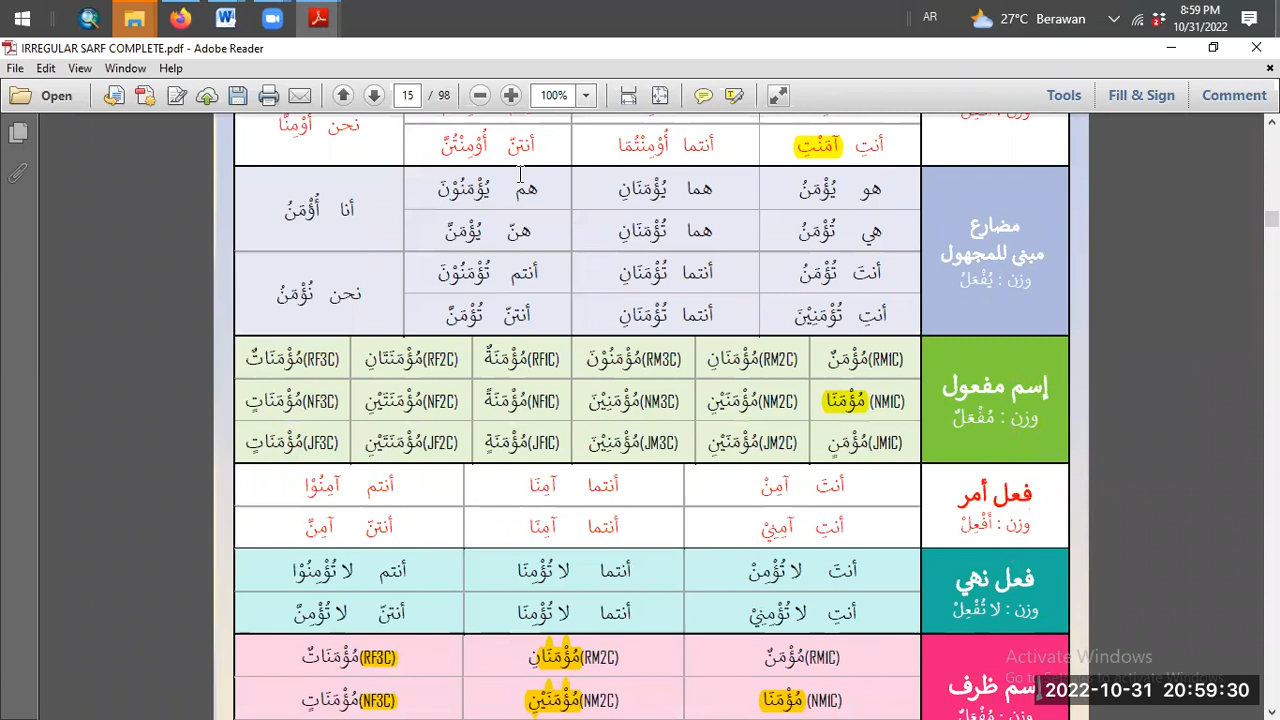 AR
27°C Berawan
8:59 PM
10/31/2022
IRREGULAR SARF COMPLETE.pdf - Adobe Reader
File Edit View Window Help
Open
15 / 98
100%
Tools Fill & Sign Comment
أنتِ آمَنْتِ أنتما أُوْمِنْتُمَا أنتنّ أُوْمِنْتُنَّ نحن أُوْمِنَّا
مضارع
مبني للمجهول
وزن : يُفْعَلُ
هو يُؤْمَنُ هما يُؤْمَنَانِ هم يُؤْمَنُوْنَ أنا أُؤْمَنُ
هي تُؤْمَنُ هما تُؤْمَنَانِ هنّ يُؤْمَنَّ
أنتَ تُؤْمَنُ أنتما تُؤْمَنَانِ أنتم تُؤْمَنُوْنَ نحن نُؤْمَنُ
أنتِ تُؤْمَنِيْنَ أنتما تُؤْمَنَانِ أنتنّ تُؤْمَنَّ
إسم مفعول
وزن : مُفْعَلٌ
مُؤْمَنٌ(RM1C) مُؤْمَنَانِ(RM2C) مُؤْمَنُوْنَ(RM3C) مُؤْمَنَةٌ(RF1C) مُؤْمَنَتَانِ(RF2C) مُؤْمَنَاتٌ(RF3C)
مُؤْمَنَا(NM1C) مُؤْمَنَيْنِ(NM2C) مُؤْمَنِيْنَ(NM3C) مُؤْمَنَةً(NF1C) مُؤْمَنَتَيْنِ(NF2C) مُؤْمَنَاتٍ(NF3C)
مُؤْمَنٍ(JM1C) مُؤْمَنَيْنِ(JM2C) مُؤْمَنِيْنَ(JM3C) مُؤْمَنَةٍ(JF1C) مُؤْمَنَتَيْنِ(JF2C) مُؤْمَنَاتٍ(JF3C)
فعل أمر
وزن : أَفْعِلْ
أنتَ آمِنْ أنتما آمِنَا أنتم آمِنُوْا
أنتِ آمِنِيْ أنتما آمِنَا أنتنّ آمِنَّ
فعل نهي
وزن : لا تُفْعِلْ
أنتَ لا تُؤْمِنْ أنتما لا تُؤْمِنَا أنتم لا تُؤْمِنُوْا
أنتِ لا تُؤْمِنِيْ أنتما لا تُؤْمِنَا أنتنّ لا تُؤْمِنَّ
إسم ظرف
مُؤْمَنٌ(RM1C) مُؤْمَنَانِ(RM2C) مُؤْمَنَاتٌ(RF3C)
مُؤْمَنَا(NM1C) مُؤْمَنَيْنِ(NM2C) مُؤْمَنَاتٍ(NF3C)
Activate Windows
2022-10-31 20:59:30